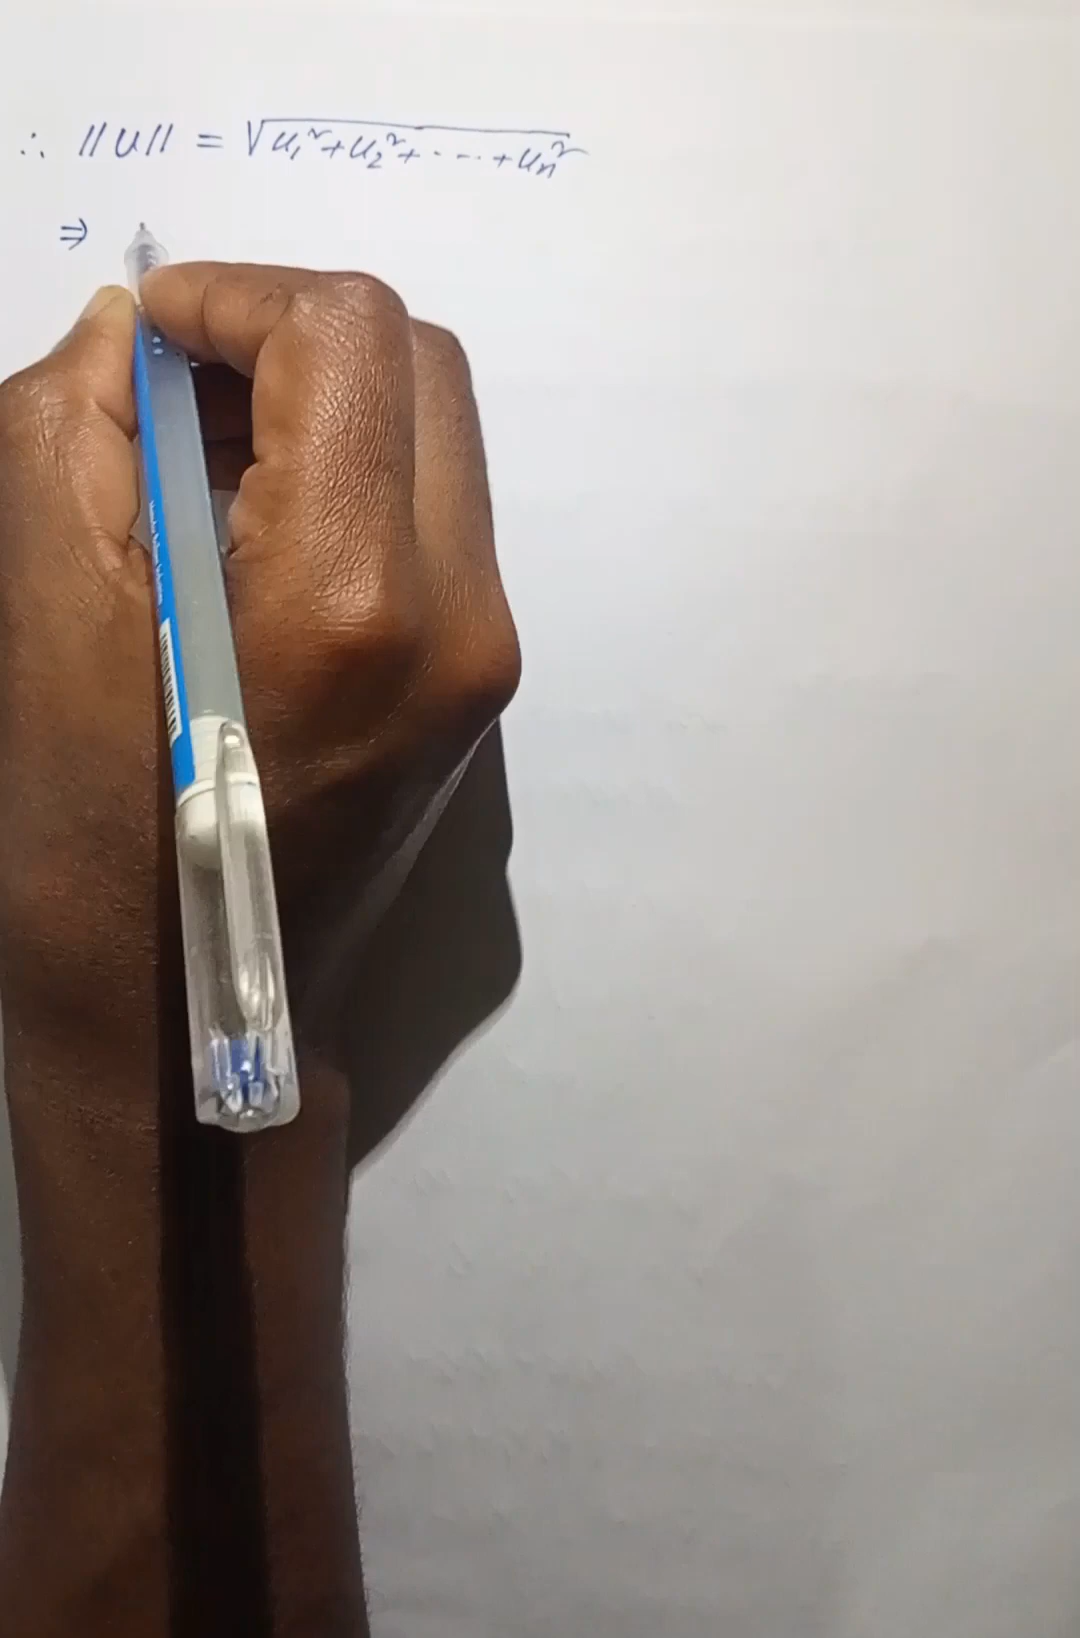 ∴ ||U|| = √(u₁² + u₂² + ---- + uₙ²)
⇒